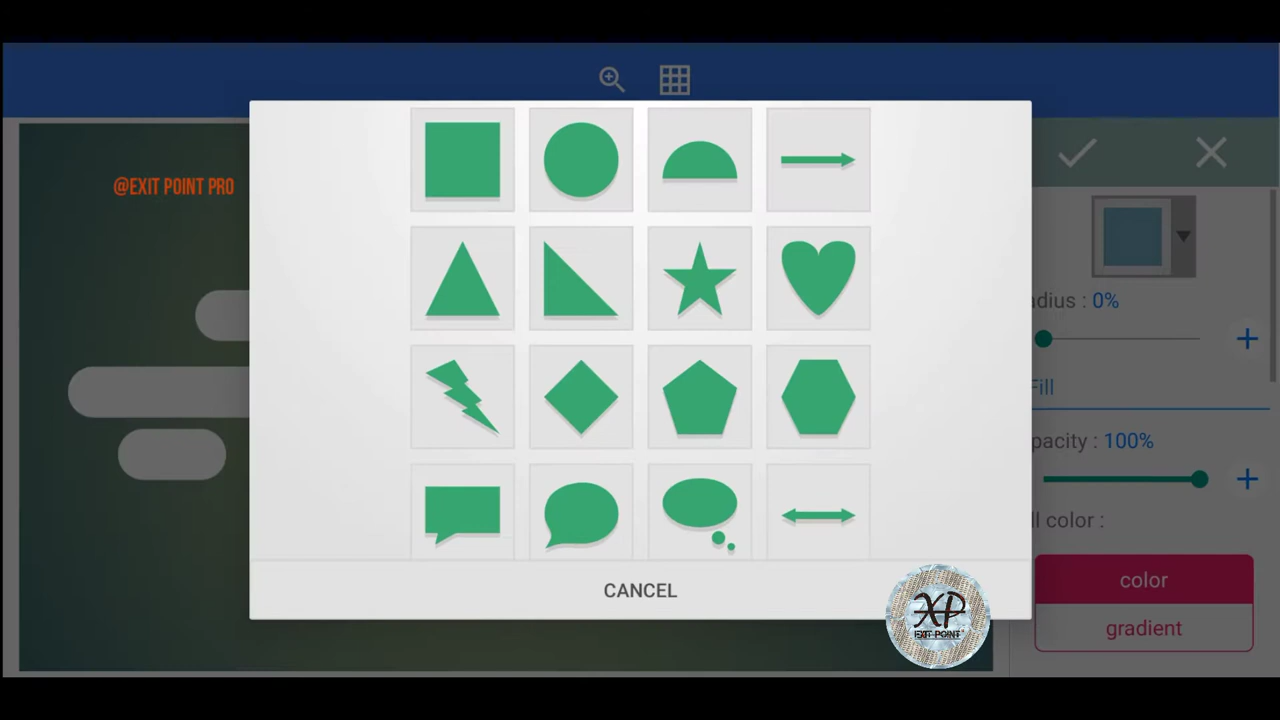 @EXIT POINT PRO
adius : 0%
Fill
pacity : 100%
ll color :
color
gradient
CANCEL
XP
EXIT POINT